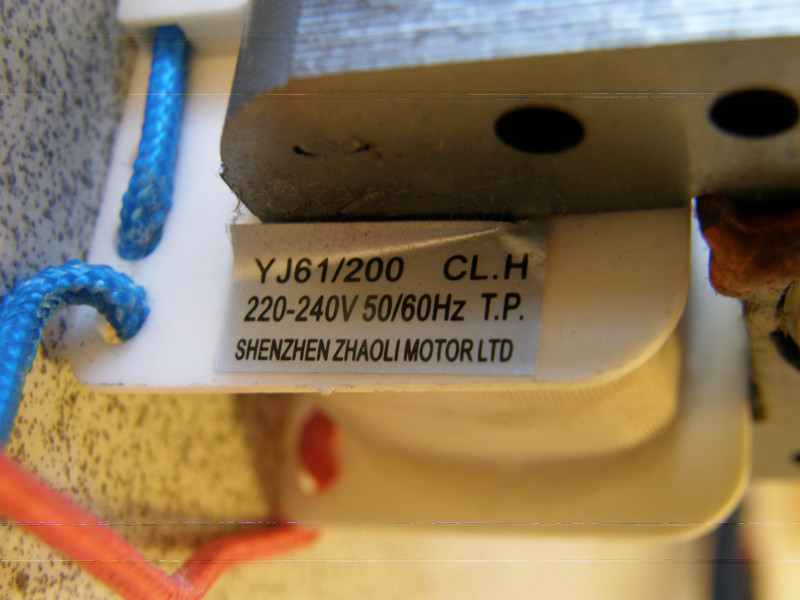 YJ61/200 CL.H
220-240V 50/60Hz T.P.
SHENZHEN ZHAOLI MOTOR LTD